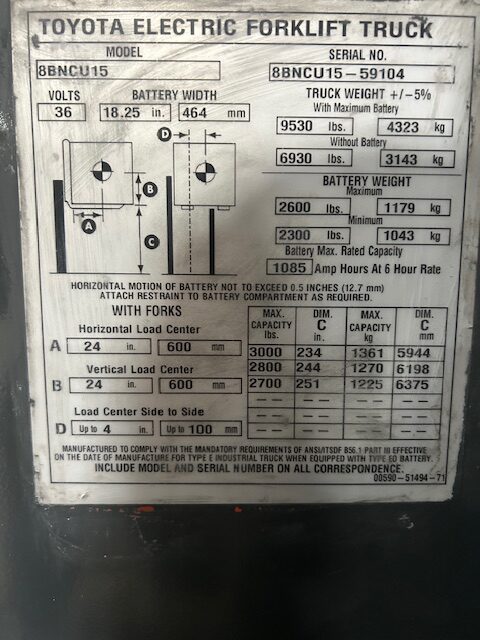 TOYOTA ELECTRIC FORKLIFT TRUCK
MODEL
8BNCU15
SERIAL NO.
8BNCU15-59104
VOLTS
36
BATTERY WIDTH
18.25 in. 464 mm
TRUCK WEIGHT +/-5%
With Maximum Battery
9530 lbs. 4323 kg
Without Battery
6930 lbs. 3143 kg
D
B
A
C
BATTERY WEIGHT
Maximum
2600 lbs. 1179 kg
Minimum
2300 lbs. 1043 kg
Battery Max. Rated Capacity
1085 Amp Hours At 6 Hour Rate
HORIZONTAL MOTION OF BATTERY NOT TO EXCEED 0.5 INCHES (12.7 mm)
ATTACH RESTRAINT TO BATTERY COMPARTMENT AS REQUIRED.
WITH FORKS
Horizontal Load Center
A 24 in. 600 mm
Vertical Load Center
B 24 in. 600 mm
Load Center Side to Side
D Up to 4 in. Up to 100 mm
MAX. CAPACITY lbs. DIM. C in. MAX. CAPACITY kg DIM. C mm
3000 234 1361 5944
2800 244 1270 6198
2700 251 1225 6375
-- -- -- --
-- -- -- --
-- -- -- --
MANUFACTURED TO COMPLY WITH THE MANDATORY REQUIREMENTS OF ANSI/ITSDF B56.1 PART III EFFECTIVE
ON THE DATE OF MANUFACTURE FOR TYPE E INDUSTRIAL TRUCK WHEN EQUIPPED WITH TYPE EO BATTERY.
INCLUDE MODEL AND SERIAL NUMBER ON ALL CORRESPONDENCE.
00590-51494-71